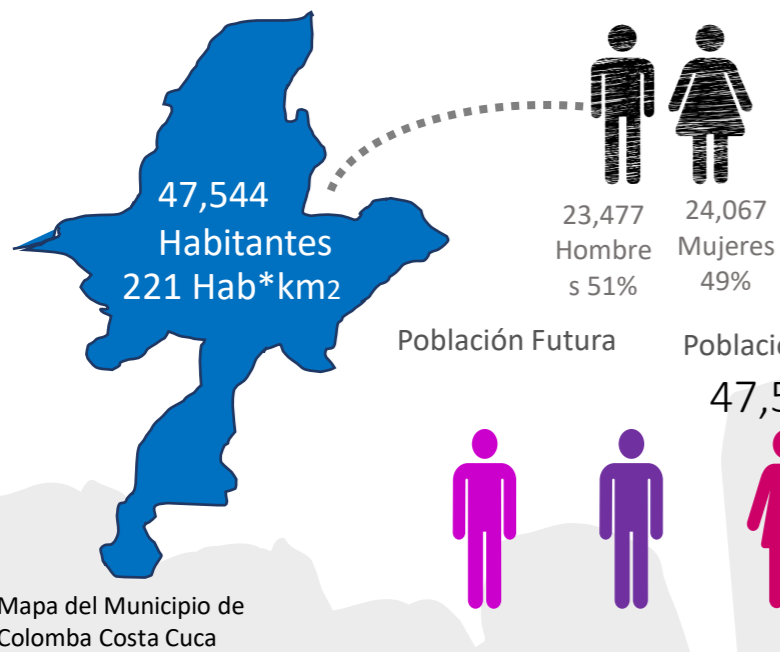 47,544
Habitantes
221 Hab*km2
23,477
Hombre
s 51%
24,067
Mujeres
49%
Población Futura
Mapa del Municipio de
Colomba Costa Cuca